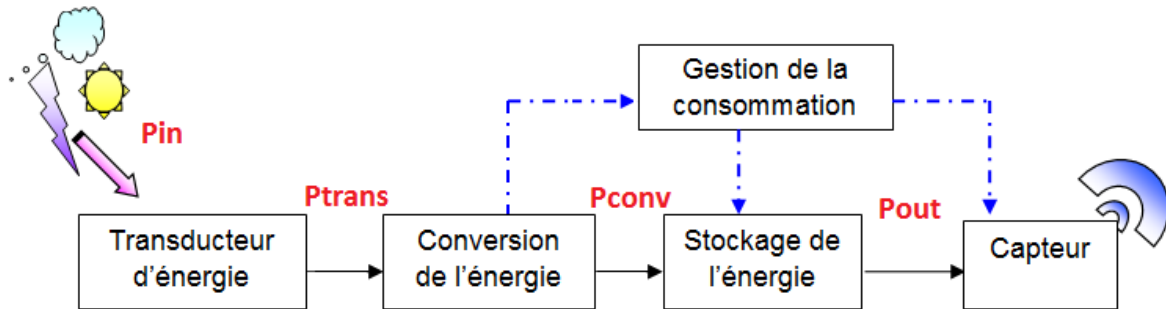 Gestion de la
consommation
Pin
Ptrans
Pconv
Pout
Transducteur
d’énergie
Conversion
de l’énergie
Stockage de
l’énergie
Capteur